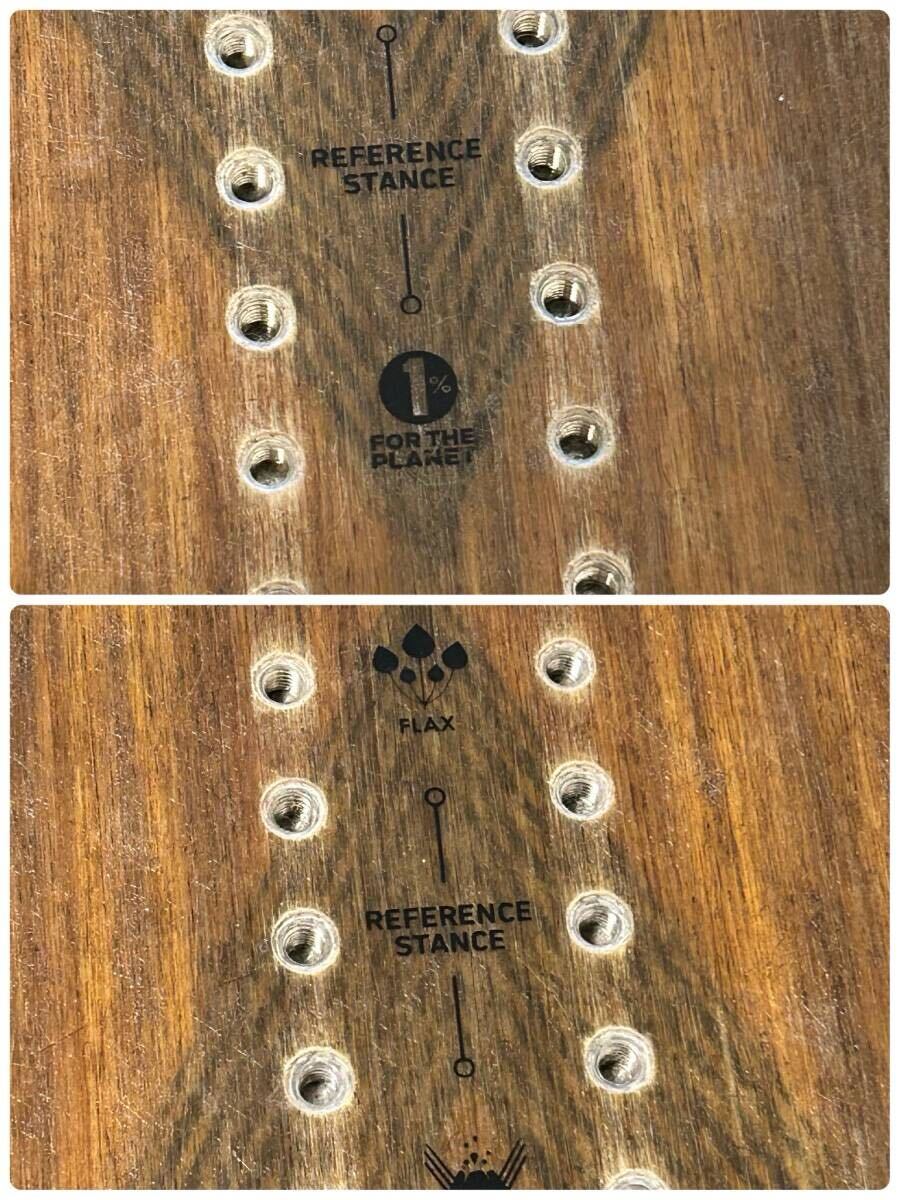 REFERENCE
STANCE
1%
FOR THE
PLANET
FLAX
REFERENCE
STANCE